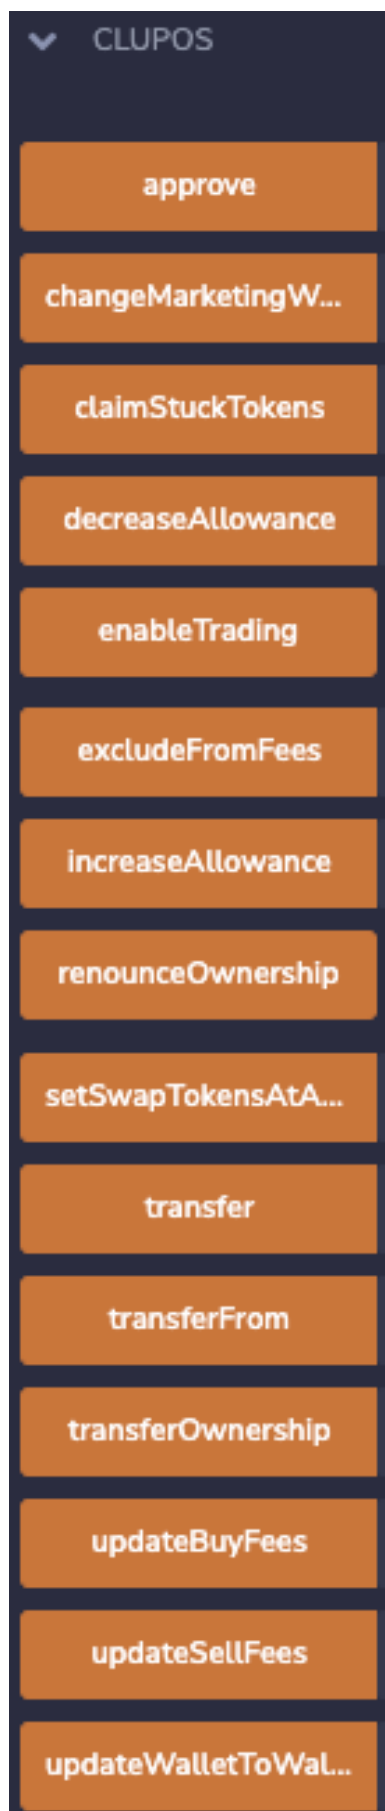 CLUPOS
approve
changeMarketingW...
claimStuckTokens
decreaseAllowance
enableTrading
excludeFromFees
increaseAllowance
renounceOwnership
setSwapTokensAtA...
transfer
transferFrom
transferOwnership
updateBuyFees
updateSellFees
updateWalletToWal...